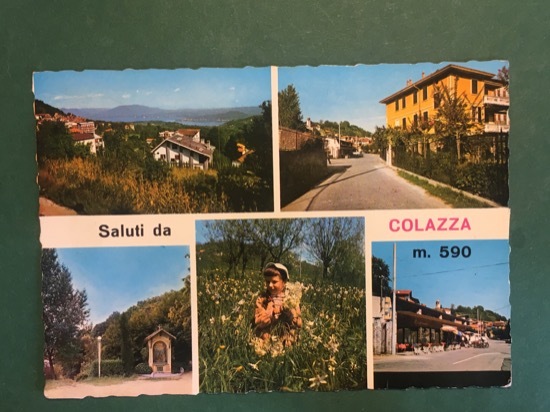 Saluti da
COLAZZA
m. 590